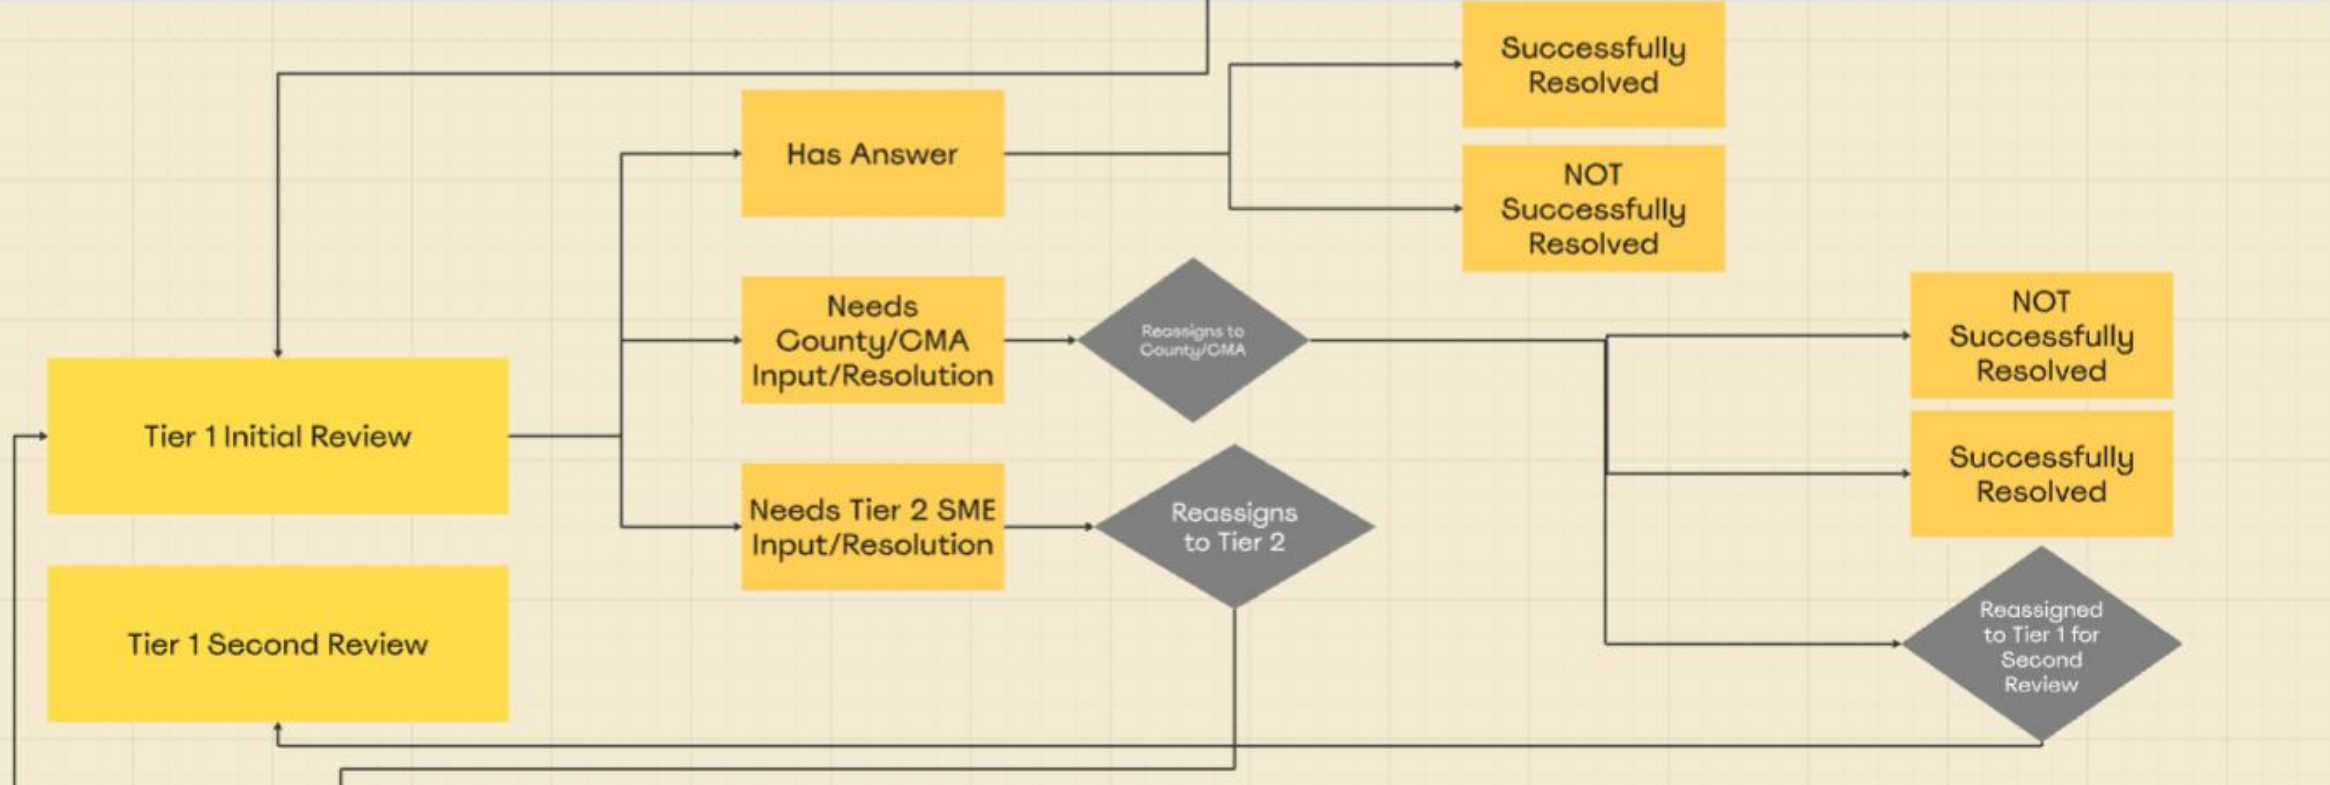 Successfully
Resolved
Has Answer
NOT
Successfully
Resolved
Needs
County/CMA
Input/Resolution
Reassigns to
County/CMA
NOT
Successfully
Resolved
Tier 1 Initial Review
Successfully
Resolved
Needs Tier 2 SME
Input/Resolution
Reassigns
to Tier 2
Tier 1 Second Review
Reassigned
to Tier 1 for
Second
Review